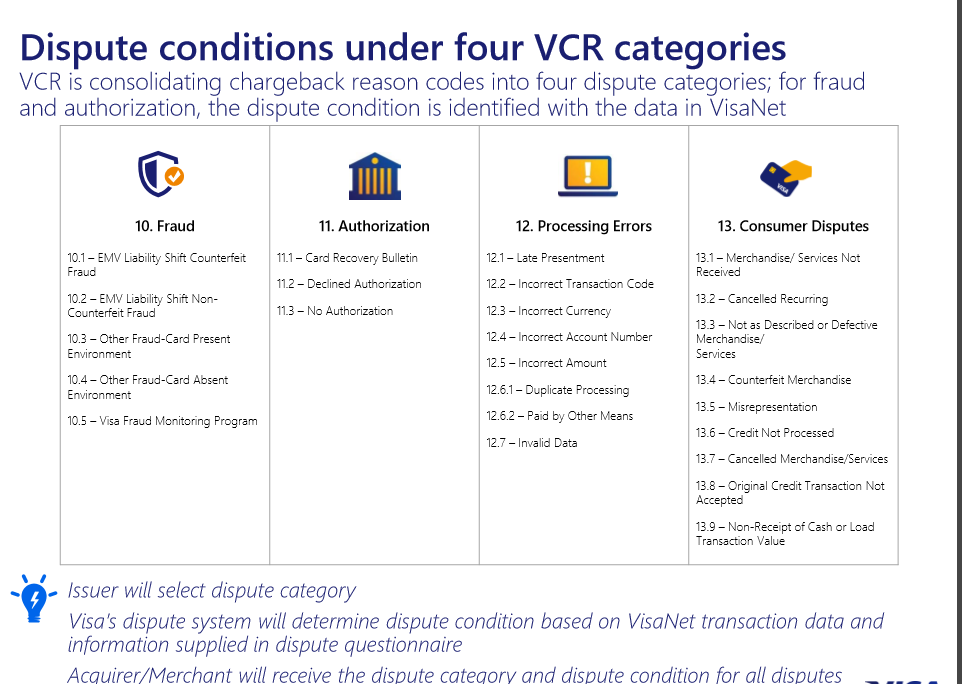 Dispute conditions under four VCR categories
VCR is consolidating chargeback reason codes into four dispute categories; for fraud
and authorization, the dispute condition is identified with the data in VisaNet
10. Fraud
10.1 – EMV Liability Shift Counterfeit
Fraud
10.2 – EMV Liability Shift Non-
Counterfeit Fraud
10.3 – Other Fraud-Card Present
Environment
10.4 – Other Fraud-Card Absent
Environment
10.5 – Visa Fraud Monitoring Program
11. Authorization
11.1 – Card Recovery Bulletin
11.2 – Declined Authorization
11.3 – No Authorization
12. Processing Errors
12.1 – Late Presentment
12.2 – Incorrect Transaction Code
12.3 – Incorrect Currency
12.4 – Incorrect Account Number
12.5 – Incorrect Amount
12.6.1 – Duplicate Processing
12.6.2 – Paid by Other Means
12.7 – Invalid Data
VISA
13. Consumer Disputes
13.1 – Merchandise/ Services Not
Received
13.2 – Cancelled Recurring
13.3 – Not as Described or Defective
Merchandise/
Services
13.4 – Counterfeit Merchandise
13.5 – Misrepresentation
13.6 – Credit Not Processed
13.7 – Cancelled Merchandise/Services
13.8 – Original Credit Transaction Not
Accepted
13.9 – Non-Receipt of Cash or Load
Transaction Value
Issuer will select dispute category
Visa's dispute system will determine dispute condition based on VisaNet transaction data and
information supplied in dispute questionnaire
Acquirer/Merchant will receive the dispute category and dispute condition for all disputes
VISA